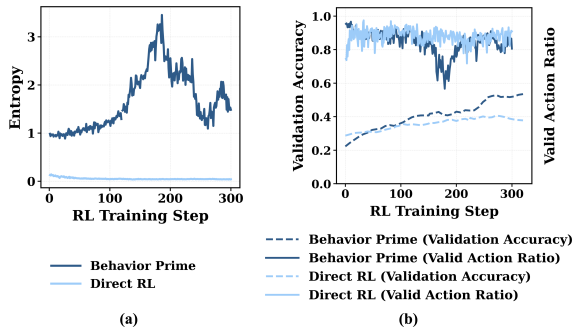 Entropy
3
2
1
0
0
100
200
300
RL Training Step
Behavior Prime
Direct RL
(a)
Validation Accuracy
1.0
0.8
0.6
0.4
0.2
0.0
0
100
200
300
RL Training Step
Valid Action Ratio
Behavior Prime (Validation Accuracy)
Behavior Prime (Valid Action Ratio)
Direct RL (Validation Accuracy)
Direct RL (Valid Action Ratio)
(b)